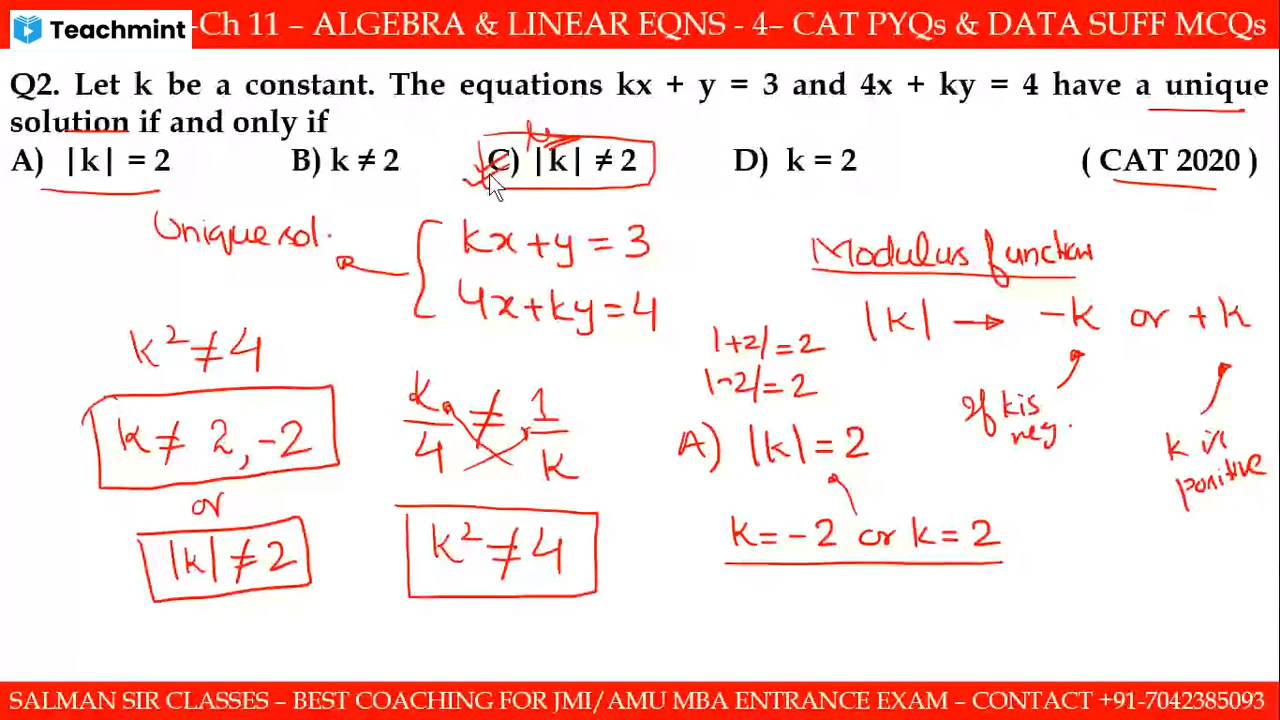 Teachmint -Ch 11 – ALGEBRA & LINEAR EQNS - 4– CAT PYQs & DATA SUFF MCQs
Q2. Let k be a constant. The equations kx + y = 3 and 4x + ky = 4 have a unique
solution if and only if
A) |k| = 2 B) k ≠ 2 C) |k| ≠ 2 D) k = 2 ( CAT 2020 )
Unique sol.
kx + y = 3
4x + ky = 4
k² ≠ 4
k ≠ 2, -2
or
|k| ≠ 2
k/4 ≠ 1/k
k² ≠ 4
Modulus function
|k| → -k or +k
|+2| = 2
|-2| = 2
If k is
neg.
k is
positive
A) |k| = 2
k = -2 or k = 2
SALMAN SIR CLASSES – BEST COACHING FOR JMI/AMU MBA ENTRANCE EXAM – CONTACT +91-7042385093